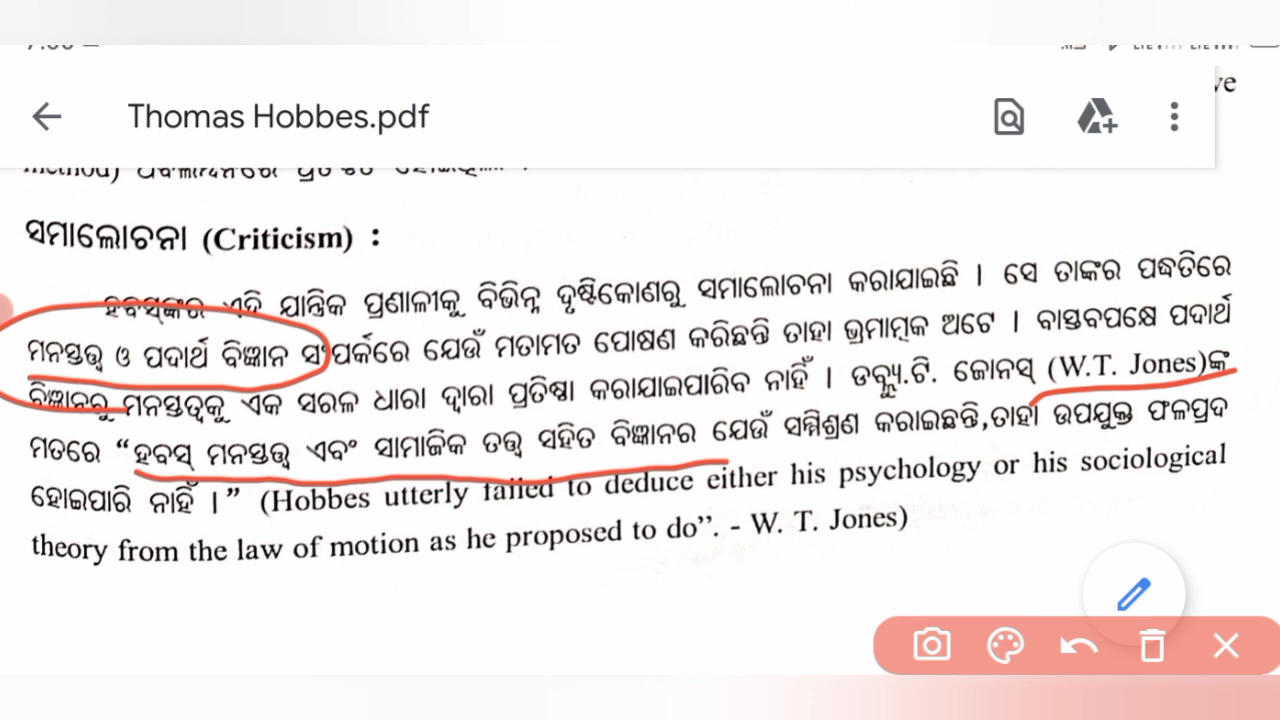 Thomas Hobbes.pdf
ସମାଲୋଚନା (Criticism) :
ହବସ୍‌ଙ୍କର ଏହି ଯାନ୍ତ୍ରିକ ପ୍ରଣାଳୀକୁ ବିଭିନ୍ନ ଦୃଷ୍ଟିକୋଣରୁ ସମାଲୋଚନା କରାଯାଇଛି । ସେ ତାଙ୍କର ପଦ୍ଧତିରେ
ମନସ୍ତତ୍ତ୍ୱ ଓ ପଦାର୍ଥ ବିଜ୍ଞାନ ସଂପର୍କରେ ଯେଉଁ ମତାମତ ପୋଷଣ କରିଛନ୍ତି ତାହା ଭ୍ରମାତ୍ମକ ଅଟେ । ବାସ୍ତବପକ୍ଷେ ପଦାର୍ଥ
ବିଜ୍ଞାନରୁ ମନସ୍ତତ୍ତ୍ୱକୁ ଏକ ସରଳ ଧାରା ଦ୍ୱାରା ପ୍ରତିଷ୍ଠା କରାଯାଇପାରିବ ନାହିଁ । ଡବ୍ଲ୍ୟୁ.ଟି. ଜୋନସ୍ (W.T. Jones)ଙ୍କ
ମତରେ “ହବସ୍ ମନସ୍ତତ୍ତ୍ୱ ଏବଂ ସାମାଜିକ ତତ୍ତ୍ୱ ସହିତ ବିଜ୍ଞାନର ଯେଉଁ ସମ୍ମିଶ୍ରଣ କରାଇଛନ୍ତି,ତାହା ଉପଯୁକ୍ତ ଫଳପ୍ରଦ
ହୋଇପାରି ନାହିଁ ।” (Hobbes utterly failed to deduce either his psychology or his sociological
theory from the law of motion as he proposed to do”. - W. T. Jones)